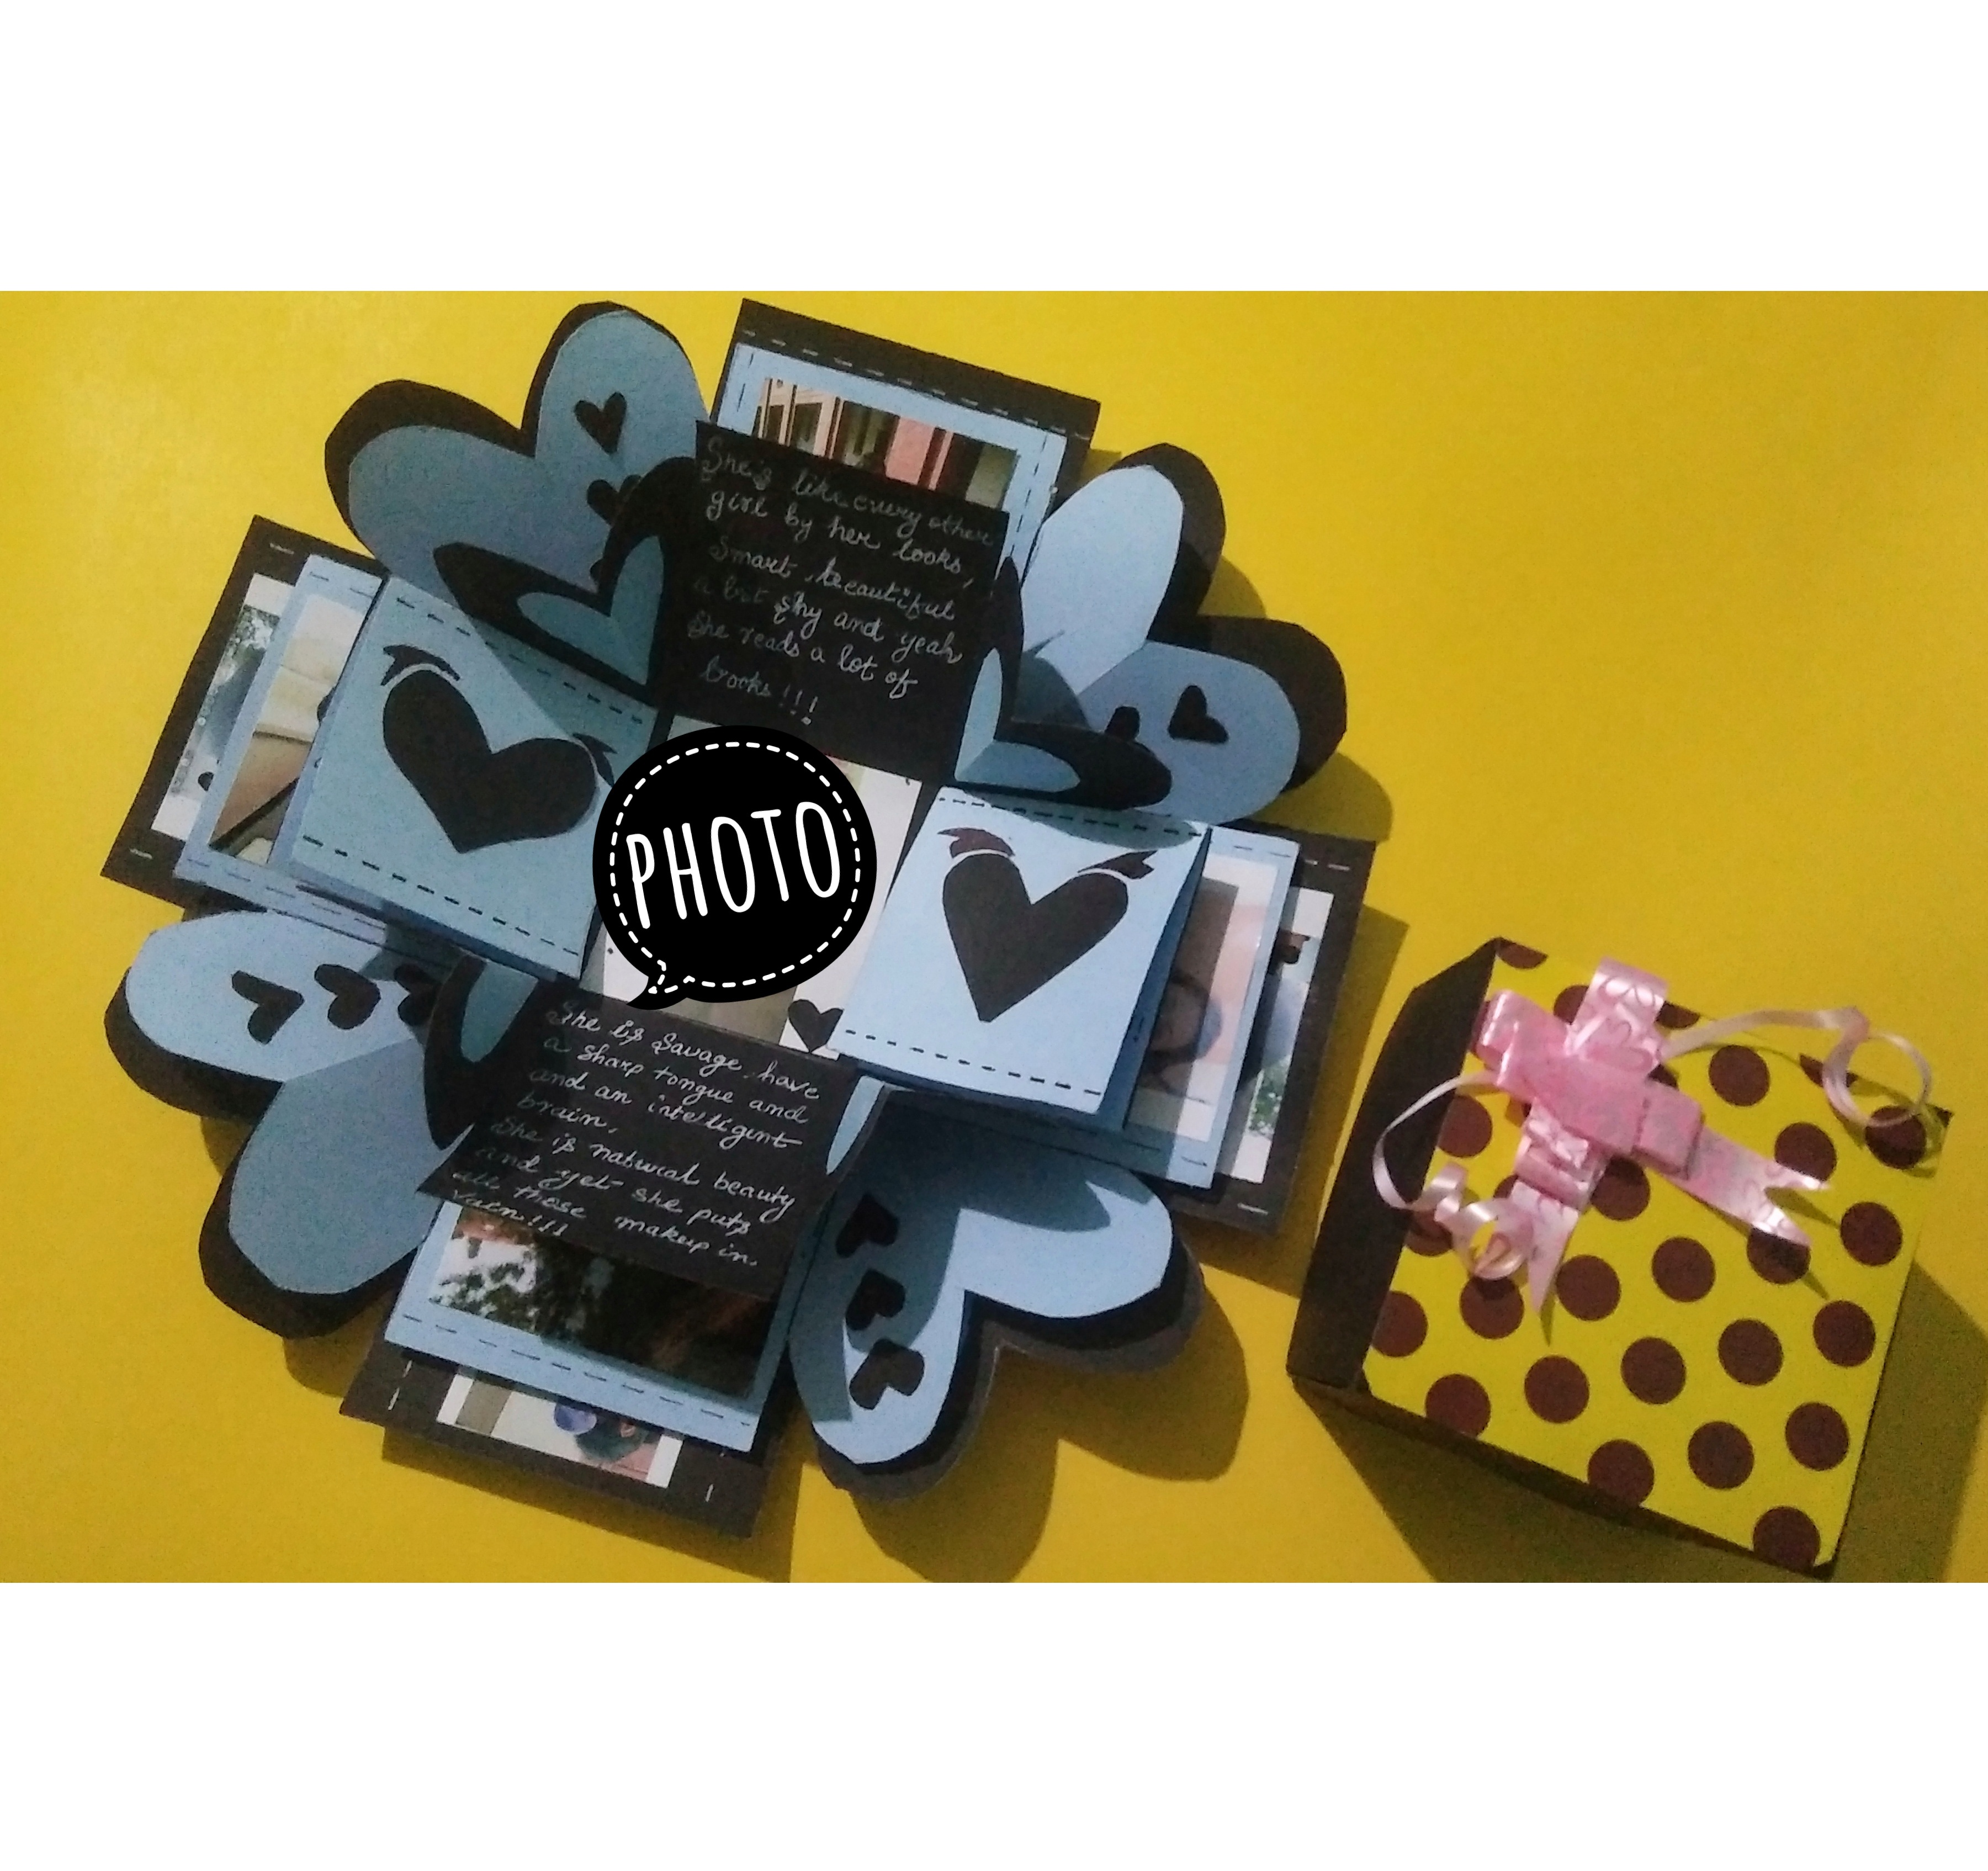 She is like every other
girl by her looks,
Smart, beautiful
a bit shy and yeah
She reads a lot of
books!!!
PHOTO
She is Savage, have
a sharp tongue and
and an intelligent
brain.
She is natural beauty
and yet she puts
all those makeup in